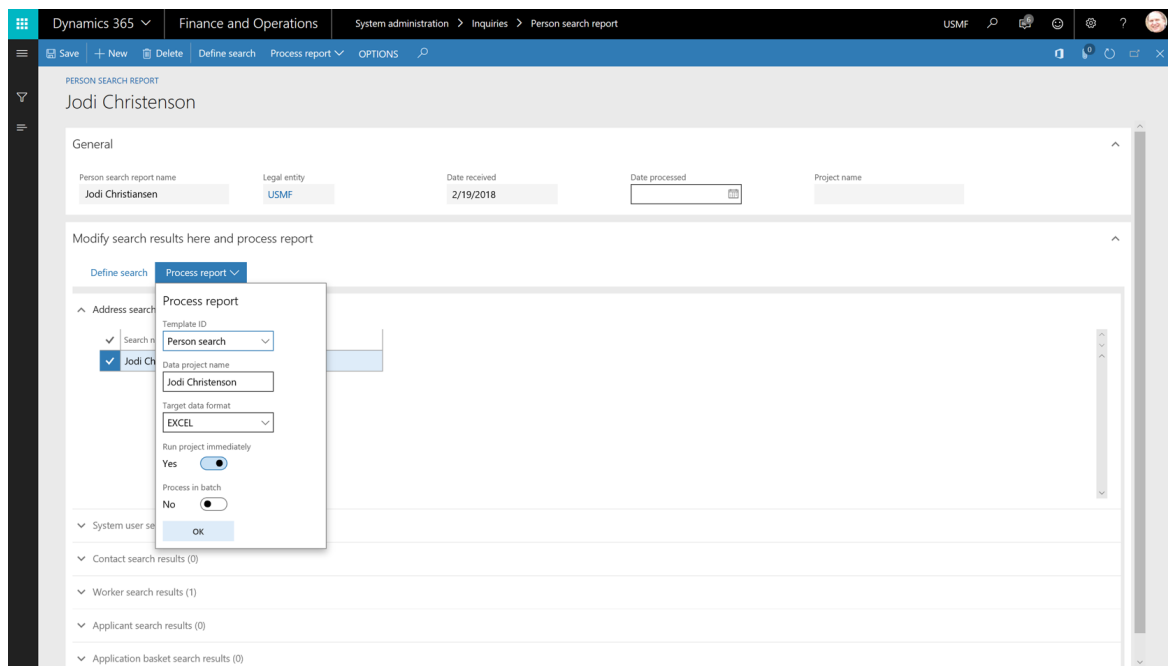 Dynamics 365 Finance and Operations System administration > Inquiries > Person search report USMF 6 ?
Save + New Delete Define search Process report OPTIONS 0
PERSON SEARCH REPORT
Jodi Christenson
General
Person search report name Legal entity Date received Date processed Project name
Jodi Christiansen USMF 2/19/2018
Modify search results here and process report
Define search Process report
Process report
Address search
Template ID
Search n
Person search
Jodi Ch
Data project name
Jodi Christenson
Target data format
EXCEL
Run project immediately
Yes
Process in batch
No
System user se
OK
Contact search results (0)
Worker search results (1)
Applicant search results (0)
Application basket search results (0)